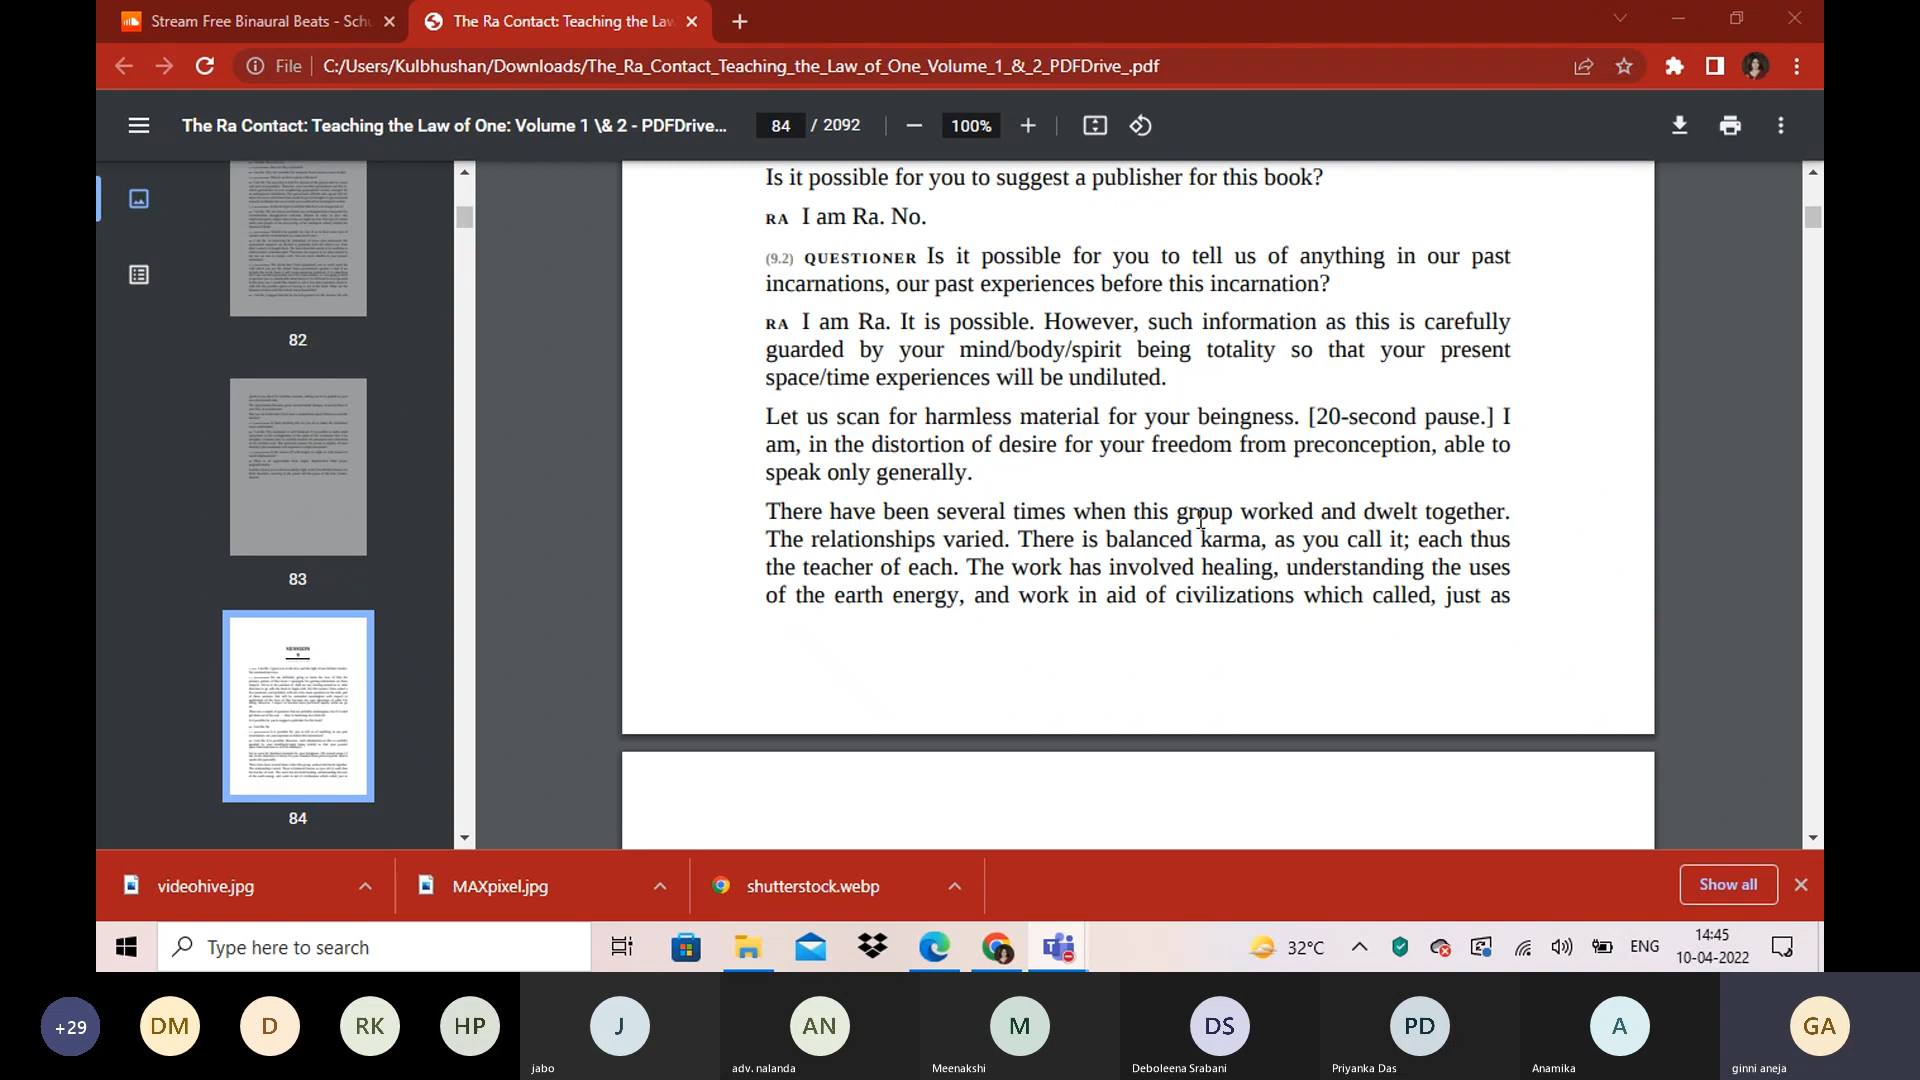 Stream Free Binaural Beats - Sch
The Ra Contact: Teaching the Law
File
C:/Users/Kulbhushan/Downloads/The_Ra_Contact_Teaching_the_Law_of_One_Volume_1_&_2_PDFDrive_.pdf
The Ra Contact: Teaching the Law of One: Volume 1 \& 2 - PDFDrive...
84 / 2092
100%
82
83
84
Is it possible for you to suggest a publisher for this book?
RA I am Ra. No.
(9.2) QUESTIONER Is it possible for you to tell us of anything in our past
incarnations, our past experiences before this incarnation?
RA I am Ra. It is possible. However, such information as this is carefully
guarded by your mind/body/spirit being totality so that your present
space/time experiences will be undiluted.
Let us scan for harmless material for your beingness. [20-second pause.] I
am, in the distortion of desire for your freedom from preconception, able to
speak only generally.
There have been several times when this group worked and dwelt together.
The relationships varied. There is balanced karma, as you call it; each thus
the teacher of each. The work has involved healing, understanding the uses
of the earth energy, and work in aid of civilizations which called, just as
videohive.jpg
MAXpixel.jpg
shutterstock.webp
Show all
Type here to search
32°C
ENG
14:45
10-04-2022
+29
DM
D
RK
HP
J
AN
M
DS
PD
A
GA
jabo
adv. nalanda
Meenakshi
Deboleena Srabani
Priyanka Das
Anamika
ginni aneja